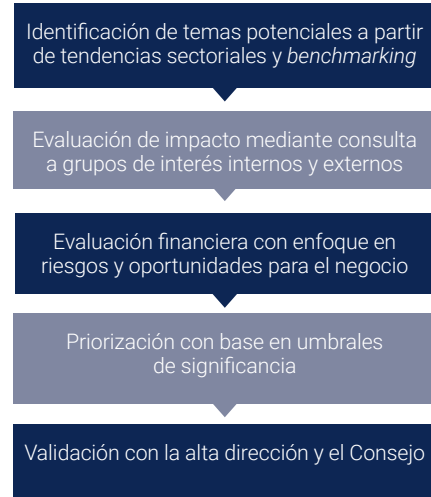 Identificación de temas potenciales a partir
de tendencias sectoriales y benchmarking
Evaluación de impacto mediante consulta
a grupos de interés internos y externos
Evaluación financiera con enfoque en
riesgos y oportunidades para el negocio
Priorización con base en umbrales
de significancia
Validación con la alta dirección y el Consejo